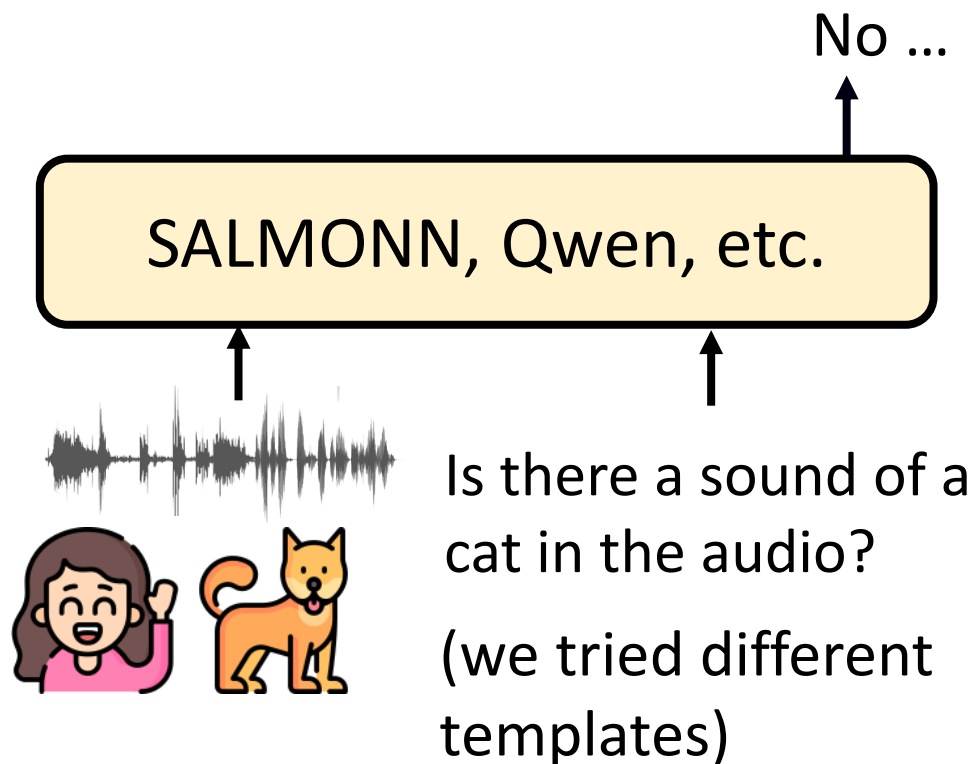 No …
SALMONN, Qwen, etc.
Is there a sound of a
cat in the audio?
(we tried different
templates)